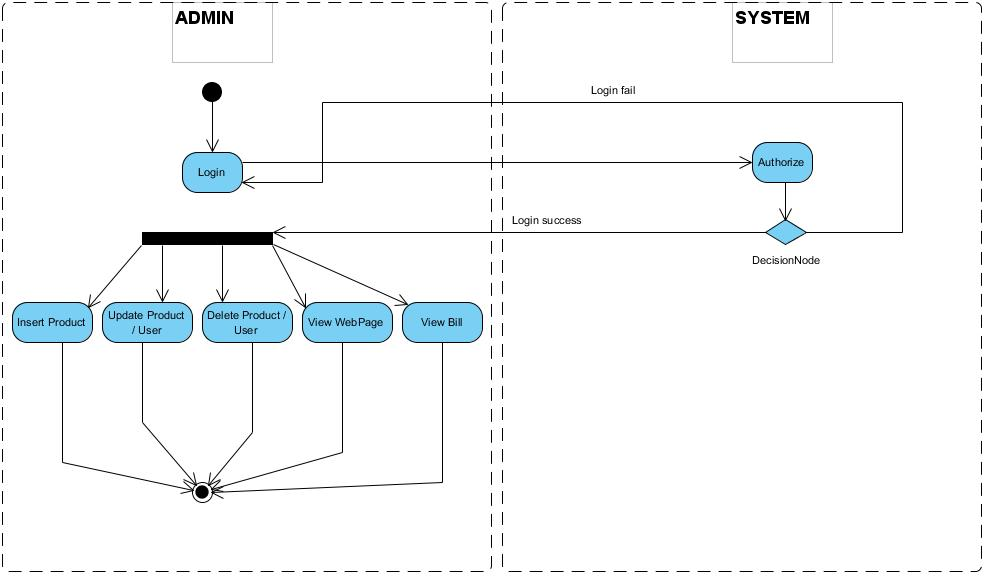 ADMIN
SYSTEM
Login fail
Login
Authorize
Login success
DecisionNode
Insert Product
Update Product
/ User
Delete Product /
User
View WebPage
View Bill